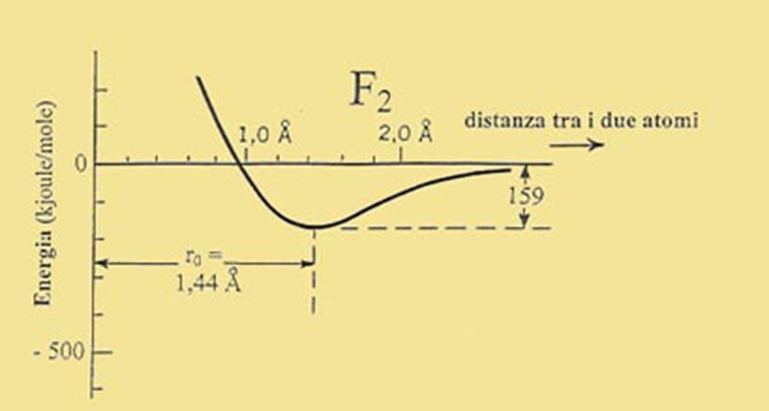 F2
distanza tra i due atomi
1,0 Å
2,0 Å
Energia (kjoule/mole)
0
159
r0 =
1,44 Å
- 500